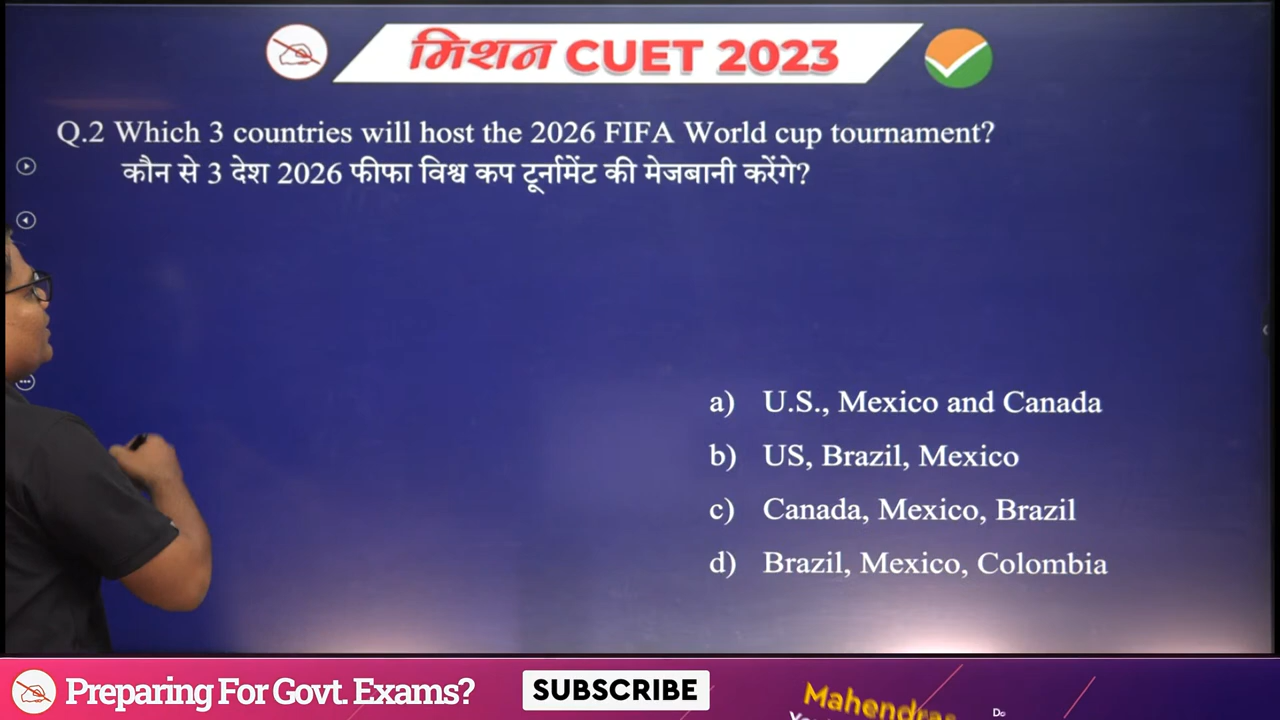 मिशन CUET 2023
Q.2 Which 3 countries will host the 2026 FIFA World cup tournament?
कौन से 3 देश 2026 फीफा विश्व कप टूर्नामेंट की मेजबानी करेंगे?
a) U.S., Mexico and Canada
b) US, Brazil, Mexico
c) Canada, Mexico, Brazil
d) Brazil, Mexico, Colombia
Preparing For Govt. Exams?
SUBSCRIBE